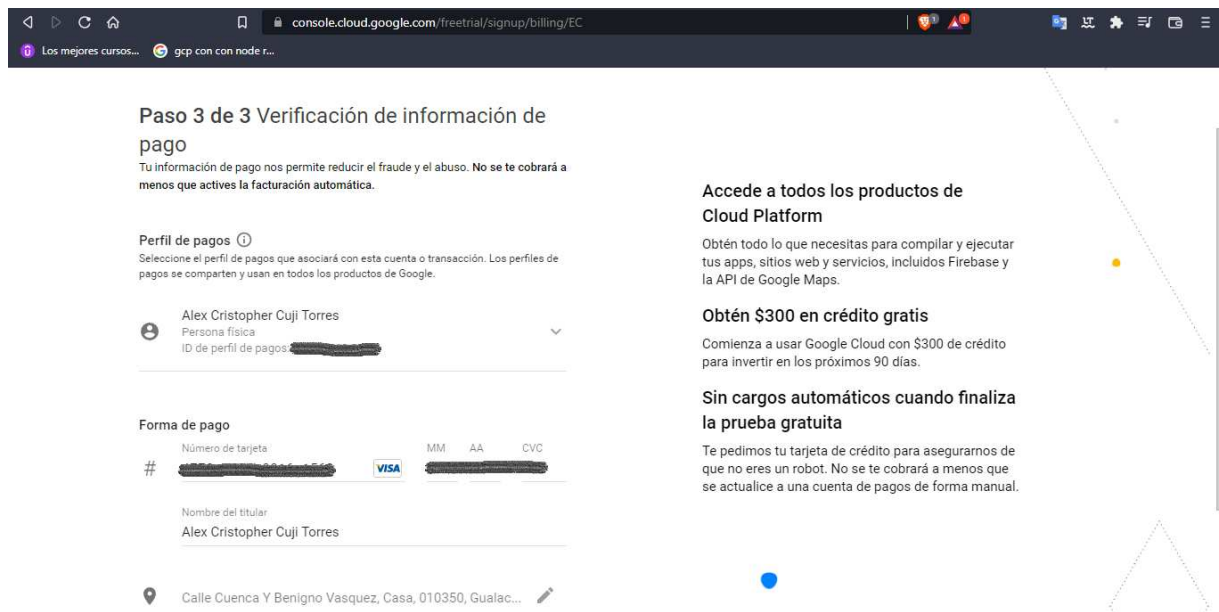 console.cloud.google.com/freetrial/signup/billing/EC
Los mejores cursos...
gcp con con node r...
Paso 3 de 3 Verificación de información de
pago
Tu información de pago nos permite reducir el fraude y el abuso. No se te cobrará a
menos que actives la facturación automática.
Perfil de pagos
Seleccione el perfil de pagos que asociará con esta cuenta o transacción. Los perfiles de
pagos se comparten y usan en todos los productos de Google.
Alex Cristopher Cuji Torres
Persona física
ID de perfil de pagos:
Forma de pago
Número de tarjeta MM AA CVC
# VISA
Nombre del titular
Alex Cristopher Cuji Torres
Calle Cuenca Y Benigno Vasquez, Casa, 010350, Gualac...
Accede a todos los productos de
Cloud Platform
Obtén todo lo que necesitas para compilar y ejecutar
tus apps, sitios web y servicios, incluidos Firebase y
la API de Google Maps.
Obtén $300 en crédito gratis
Comienza a usar Google Cloud con $300 de crédito
para invertir en los próximos 90 días.
Sin cargos automáticos cuando finaliza
la prueba gratuita
Te pedimos tu tarjeta de crédito para asegurarnos de
que no eres un robot. No se te cobrará a menos que
se actualice a una cuenta de pagos de forma manual.